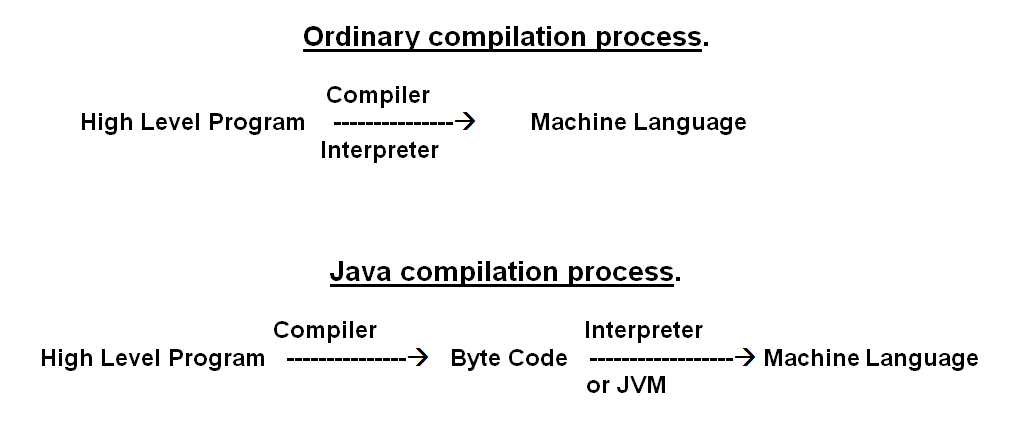 Ordinary compilation process.
Compiler
High Level Program ---------------→ Machine Language
Interpreter
Java compilation process.
Compiler Interpreter
High Level Program ---------------→ Byte Code ------------------→ Machine Language
or JVM